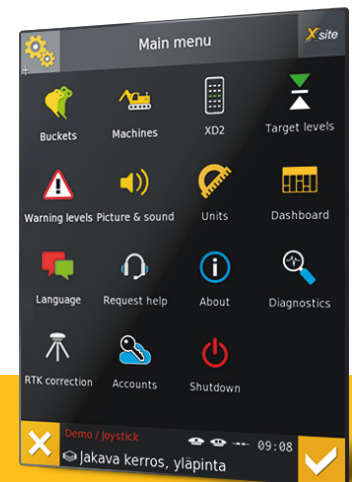 Main menu
Xsite
Buckets
Machines
XD2
Target levels
Warning levels
Picture & sound
Units
Dashboard
Language
Request help
About
Diagnostics
RTK correction
Accounts
Shutdown
Demo / Joystick
09:08
Jakava kerros, yläpinta